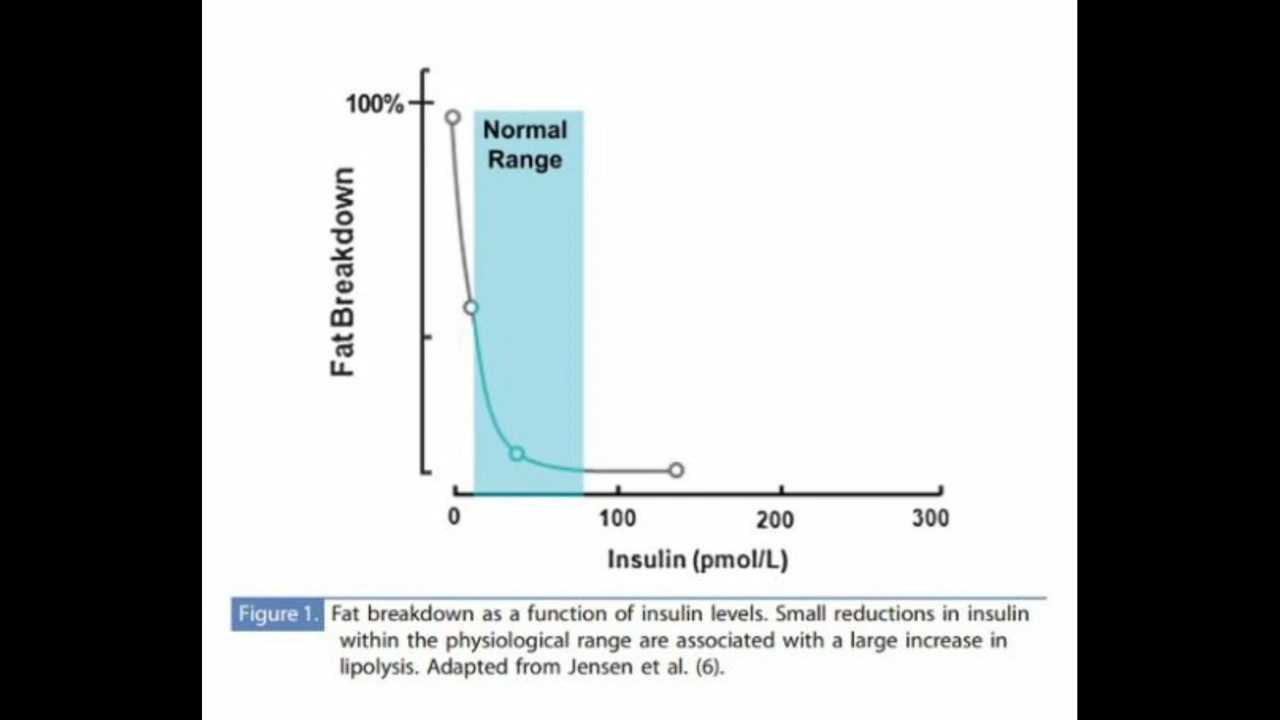 100%
Normal
Range
Fat Breakdown
0
100
200
300
Insulin (pmol/L)
Figure 1. Fat breakdown as a function of insulin levels. Small reductions in insulin
within the physiological range are associated with a large increase in
lipolysis. Adapted from Jensen et al. (6).